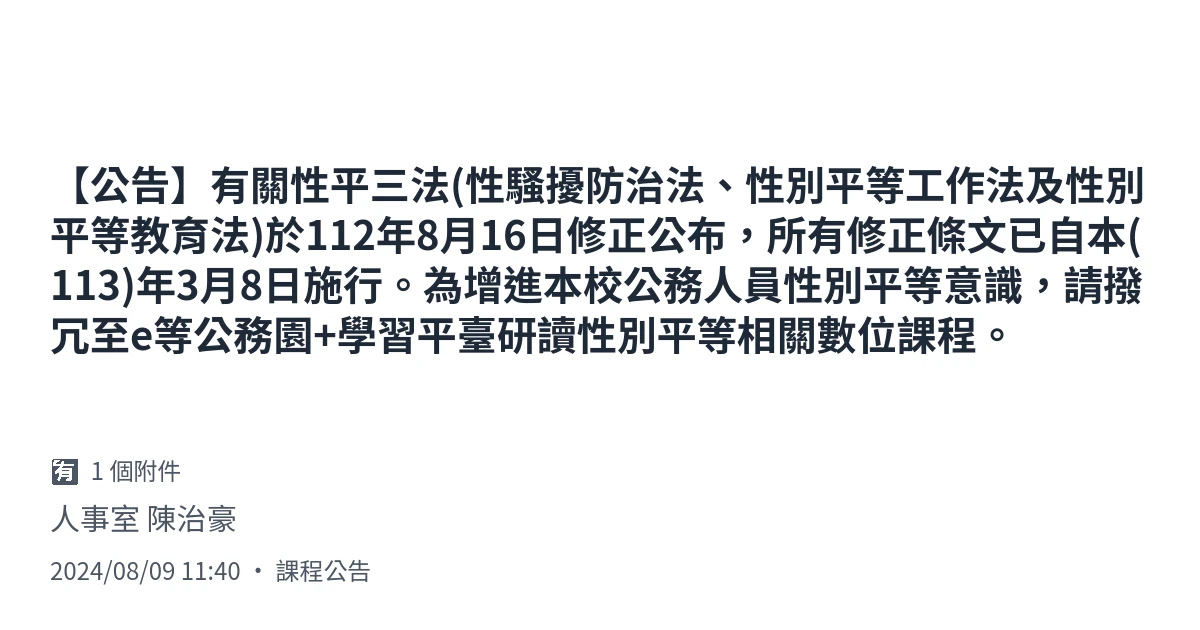 【公告】有關性平三法(性騷擾防治法、性別平等工作法及性別
平等教育法)於112年8月16日修正公布，所有修正條文已自本(
113)年3月8日施行。為增進本校公務人員性別平等意識，請撥
冗至e等公務園+學習平臺研讀性別平等相關數位課程。
🈶 1 個附件
人事室 陳治豪
2024/08/09 11:40 · 課程公告